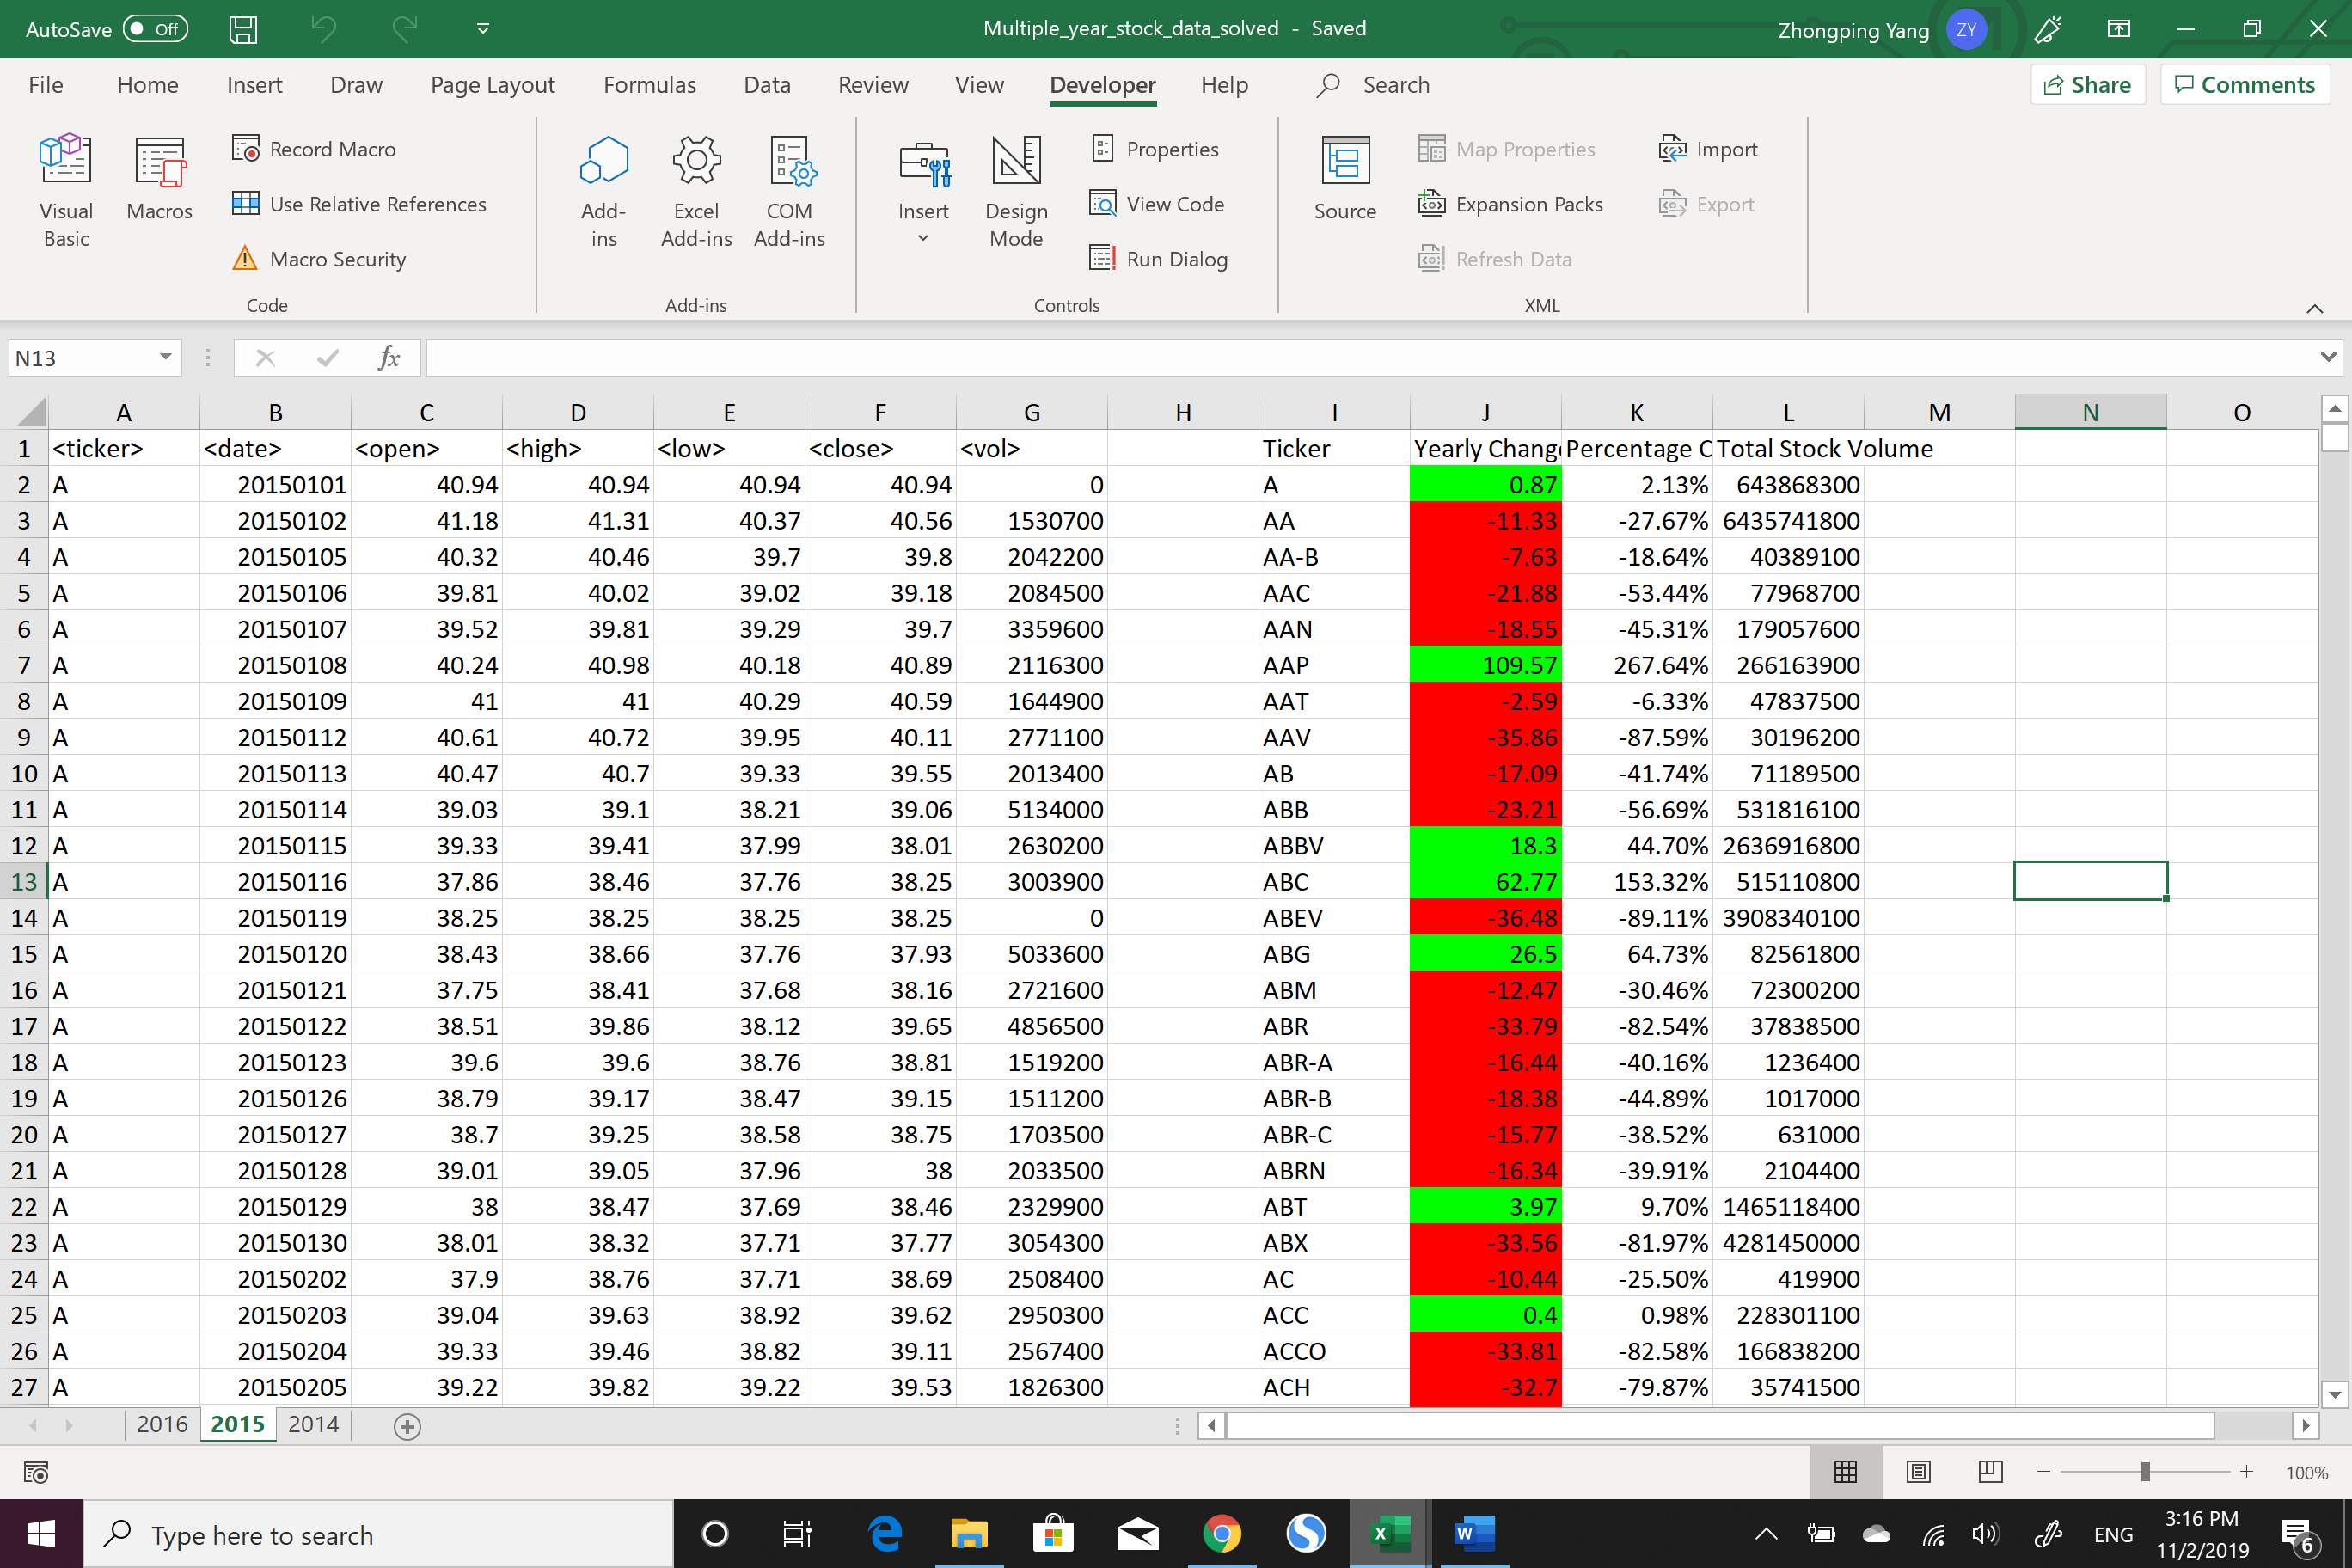 AutoSave Off Multiple_year_stock_data_solved - Saved Zhongping Yang ZY
File Home Insert Draw Page Layout Formulas Data Review View Developer Help Search Share Comments
Visual Basic Macros Record Macro Use Relative References Macro Security Code
Add-ins Excel Add-ins COM Add-ins Add-ins
Insert Design Mode Properties View Code Run Dialog Controls
Source Map Properties Expansion Packs Refresh Data Import Export XML
N13 fx
A B C D E F G H I J K L M N O
1 <ticker> <date> <open> <high> <low> <close> <vol> Ticker Yearly Change Percentage C Total Stock Volume
2 A 20150101 40.94 40.94 40.94 40.94 0 A 0.87 2.13% 643868300
3 A 20150102 41.18 41.31 40.37 40.56 1530700 AA -11.33 -27.67% 6435741800
4 A 20150105 40.32 40.46 39.7 39.8 2042200 AA-B -7.63 -18.64% 40389100
5 A 20150106 39.81 40.02 39.02 39.18 2084500 AAC -21.88 -53.44% 77968700
6 A 20150107 39.52 39.81 39.29 39.7 3359600 AAN -18.55 -45.31% 179057600
7 A 20150108 40.24 40.98 40.18 40.89 2116300 AAP 109.57 267.64% 266163900
8 A 20150109 41 41 40.29 40.59 1644900 AAT -2.59 -6.33% 47837500
9 A 20150112 40.61 40.72 39.95 40.11 2771100 AAV -35.86 -87.59% 30196200
10 A 20150113 40.47 40.7 39.33 39.55 2013400 AB -17.09 -41.74% 71189500
11 A 20150114 39.03 39.1 38.21 39.06 5134000 ABB -23.21 -56.69% 531816100
12 A 20150115 39.33 39.41 37.99 38.01 2630200 ABBV 18.3 44.70% 2636916800
13 A 20150116 37.86 38.46 37.76 38.25 3003900 ABC 62.77 153.32% 515110800
14 A 20150119 38.25 38.25 38.25 38.25 0 ABEV -36.48 -89.11% 3908340100
15 A 20150120 38.43 38.66 37.76 37.93 5033600 ABG 26.5 64.73% 82561800
16 A 20150121 37.75 38.41 37.68 38.16 2721600 ABM -12.47 -30.46% 72300200
17 A 20150122 38.51 39.86 38.12 39.65 4856500 ABR -33.79 -82.54% 37838500
18 A 20150123 39.6 39.6 38.76 38.81 1519200 ABR-A -16.44 -40.16% 1236400
19 A 20150126 38.79 39.17 38.47 39.15 1511200 ABR-B -18.38 -44.89% 1017000
20 A 20150127 38.7 39.25 38.58 38.75 1703500 ABR-C -15.77 -38.52% 631000
21 A 20150128 39.01 39.05 37.96 38 2033500 ABRN -16.34 -39.91% 2104400
22 A 20150129 38 38.47 37.69 38.46 2329900 ABT 3.97 9.70% 1465118400
23 A 20150130 38.01 38.32 37.71 37.77 3054300 ABX -33.56 -81.97% 4281450000
24 A 20150202 37.9 38.76 37.71 38.69 2508400 AC -10.44 -25.50% 419900
25 A 20150203 39.04 39.63 38.92 39.62 2950300 ACC 0.4 0.98% 228301100
26 A 20150204 39.33 39.46 38.82 39.11 2567400 ACCO -33.81 -82.58% 166838200
27 A 20150205 39.22 39.82 39.22 39.53 1826300 ACH -32.7 -79.87% 35741500
2016 2015 2014
100%
Type here to search ENG 3:16 PM
11/2/2019 6